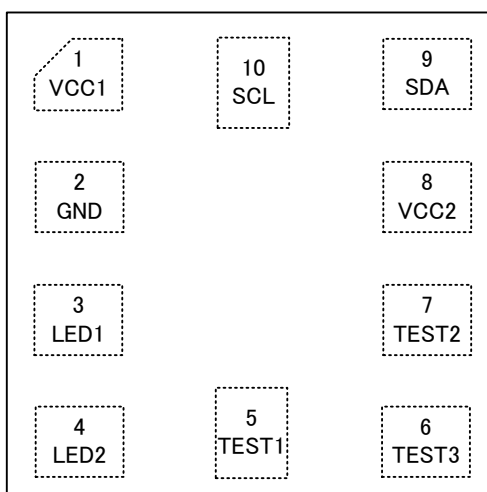 1
VCC1
10
SCL
9
SDA
2
GND
8
VCC2
3
LED1
7
TEST2
4
LED2
5
TEST1
6
TEST3